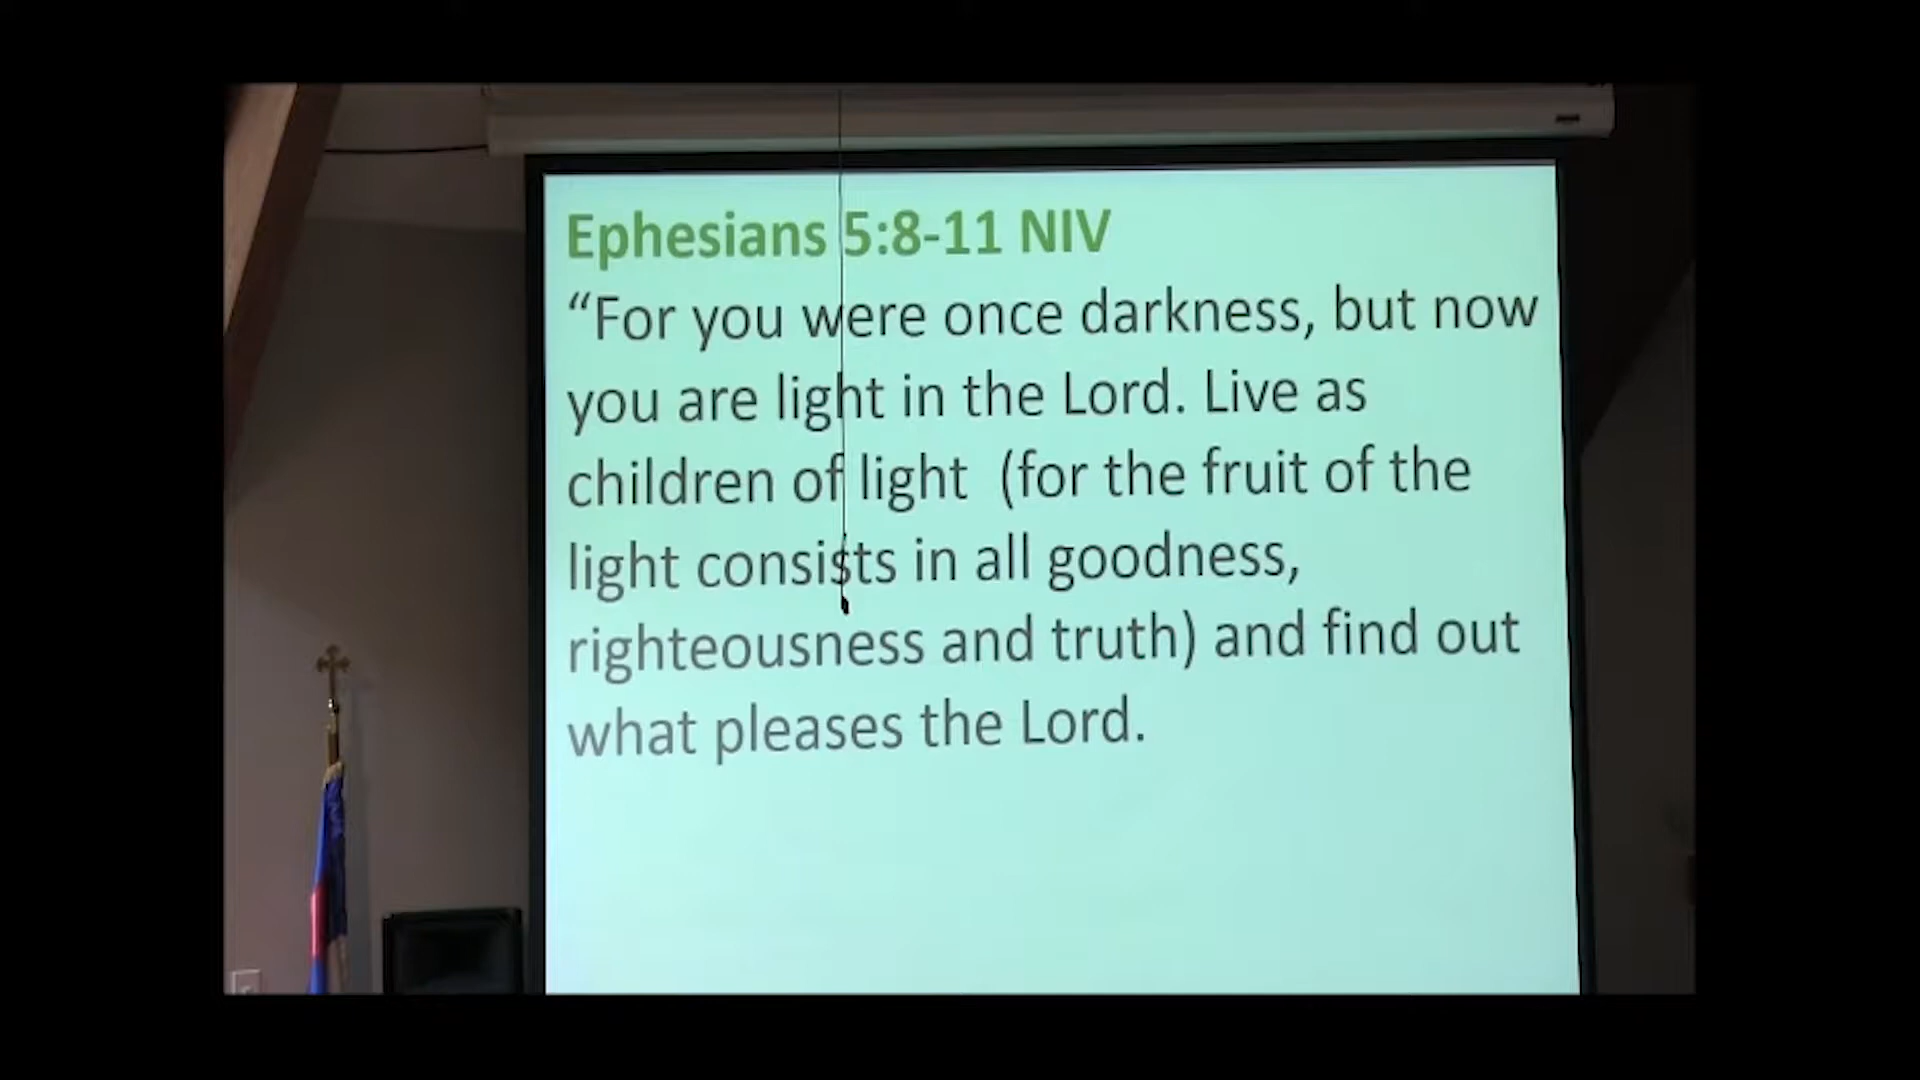 Ephesians 5:8-11 NIV
“For you were once darkness, but now
you are light in the Lord. Live as
children of light (for the fruit of the
light consists in all goodness,
righteousness and truth) and find out
what pleases the Lord.